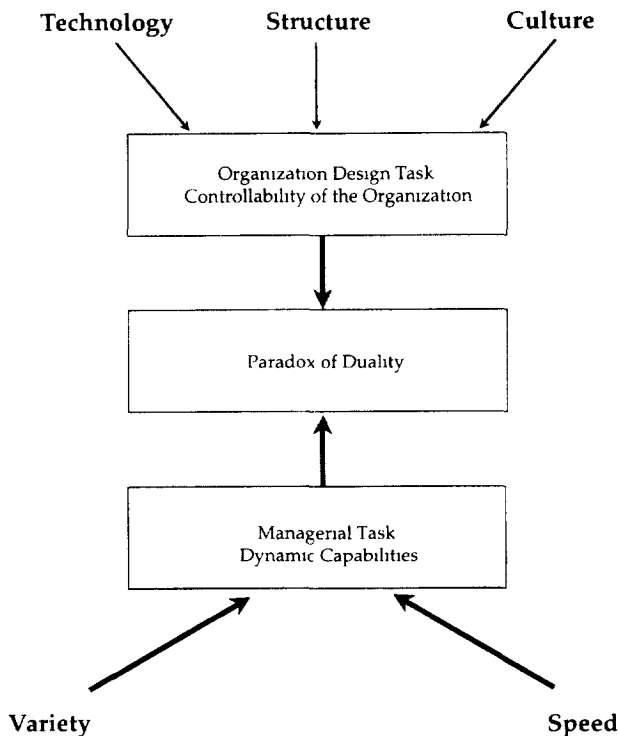 Technology Structure Culture
Organization Design Task
Controllability of the Organization
Paradox of Duality
Managerial Task
Dynamic Capabilities
Variety Speed